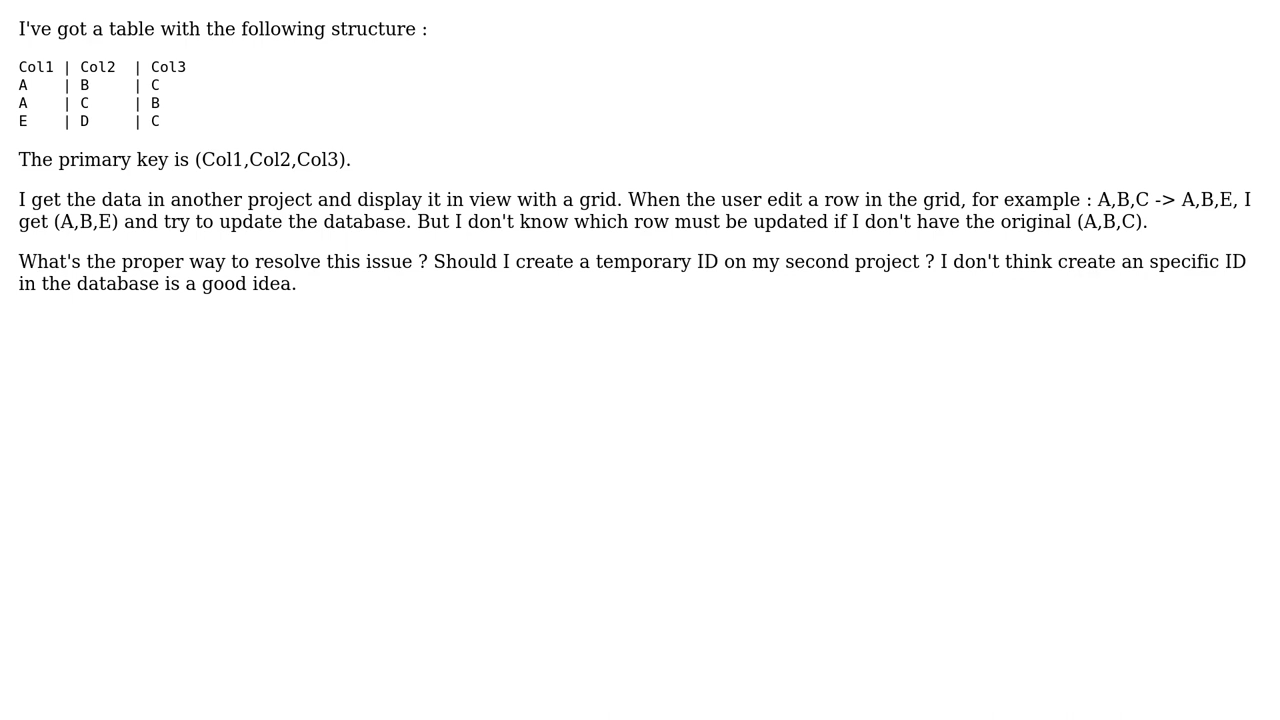 I've got a table with the following structure :
Col1 | Col2  | Col3
A    | B     | C
A    | C     | B
E    | D     | C
The primary key is (Col1,Col2,Col3).
I get the data in another project and display it in view with a grid. When the user edit a row in the grid, for example : A,B,C -> A,B,E, I
get (A,B,E) and try to update the database. But I don't know which row must be updated if I don't have the original (A,B,C).
What's the proper way to resolve this issue ? Should I create a temporary ID on my second project ? I don't think create an specific ID
in the database is a good idea.